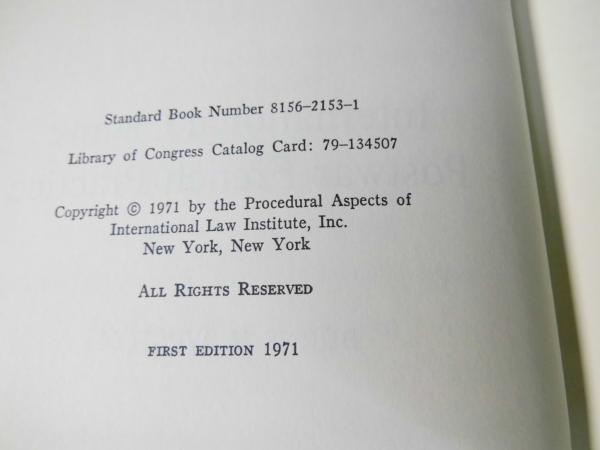 Standard Book Number 8156–2153–1
Library of Congress Catalog Card: 79–134507
Copyright © 1971 by the Procedural Aspects of
International Law Institute, Inc.
New York, New York
ALL RIGHTS RESERVED
FIRST EDITION 1971